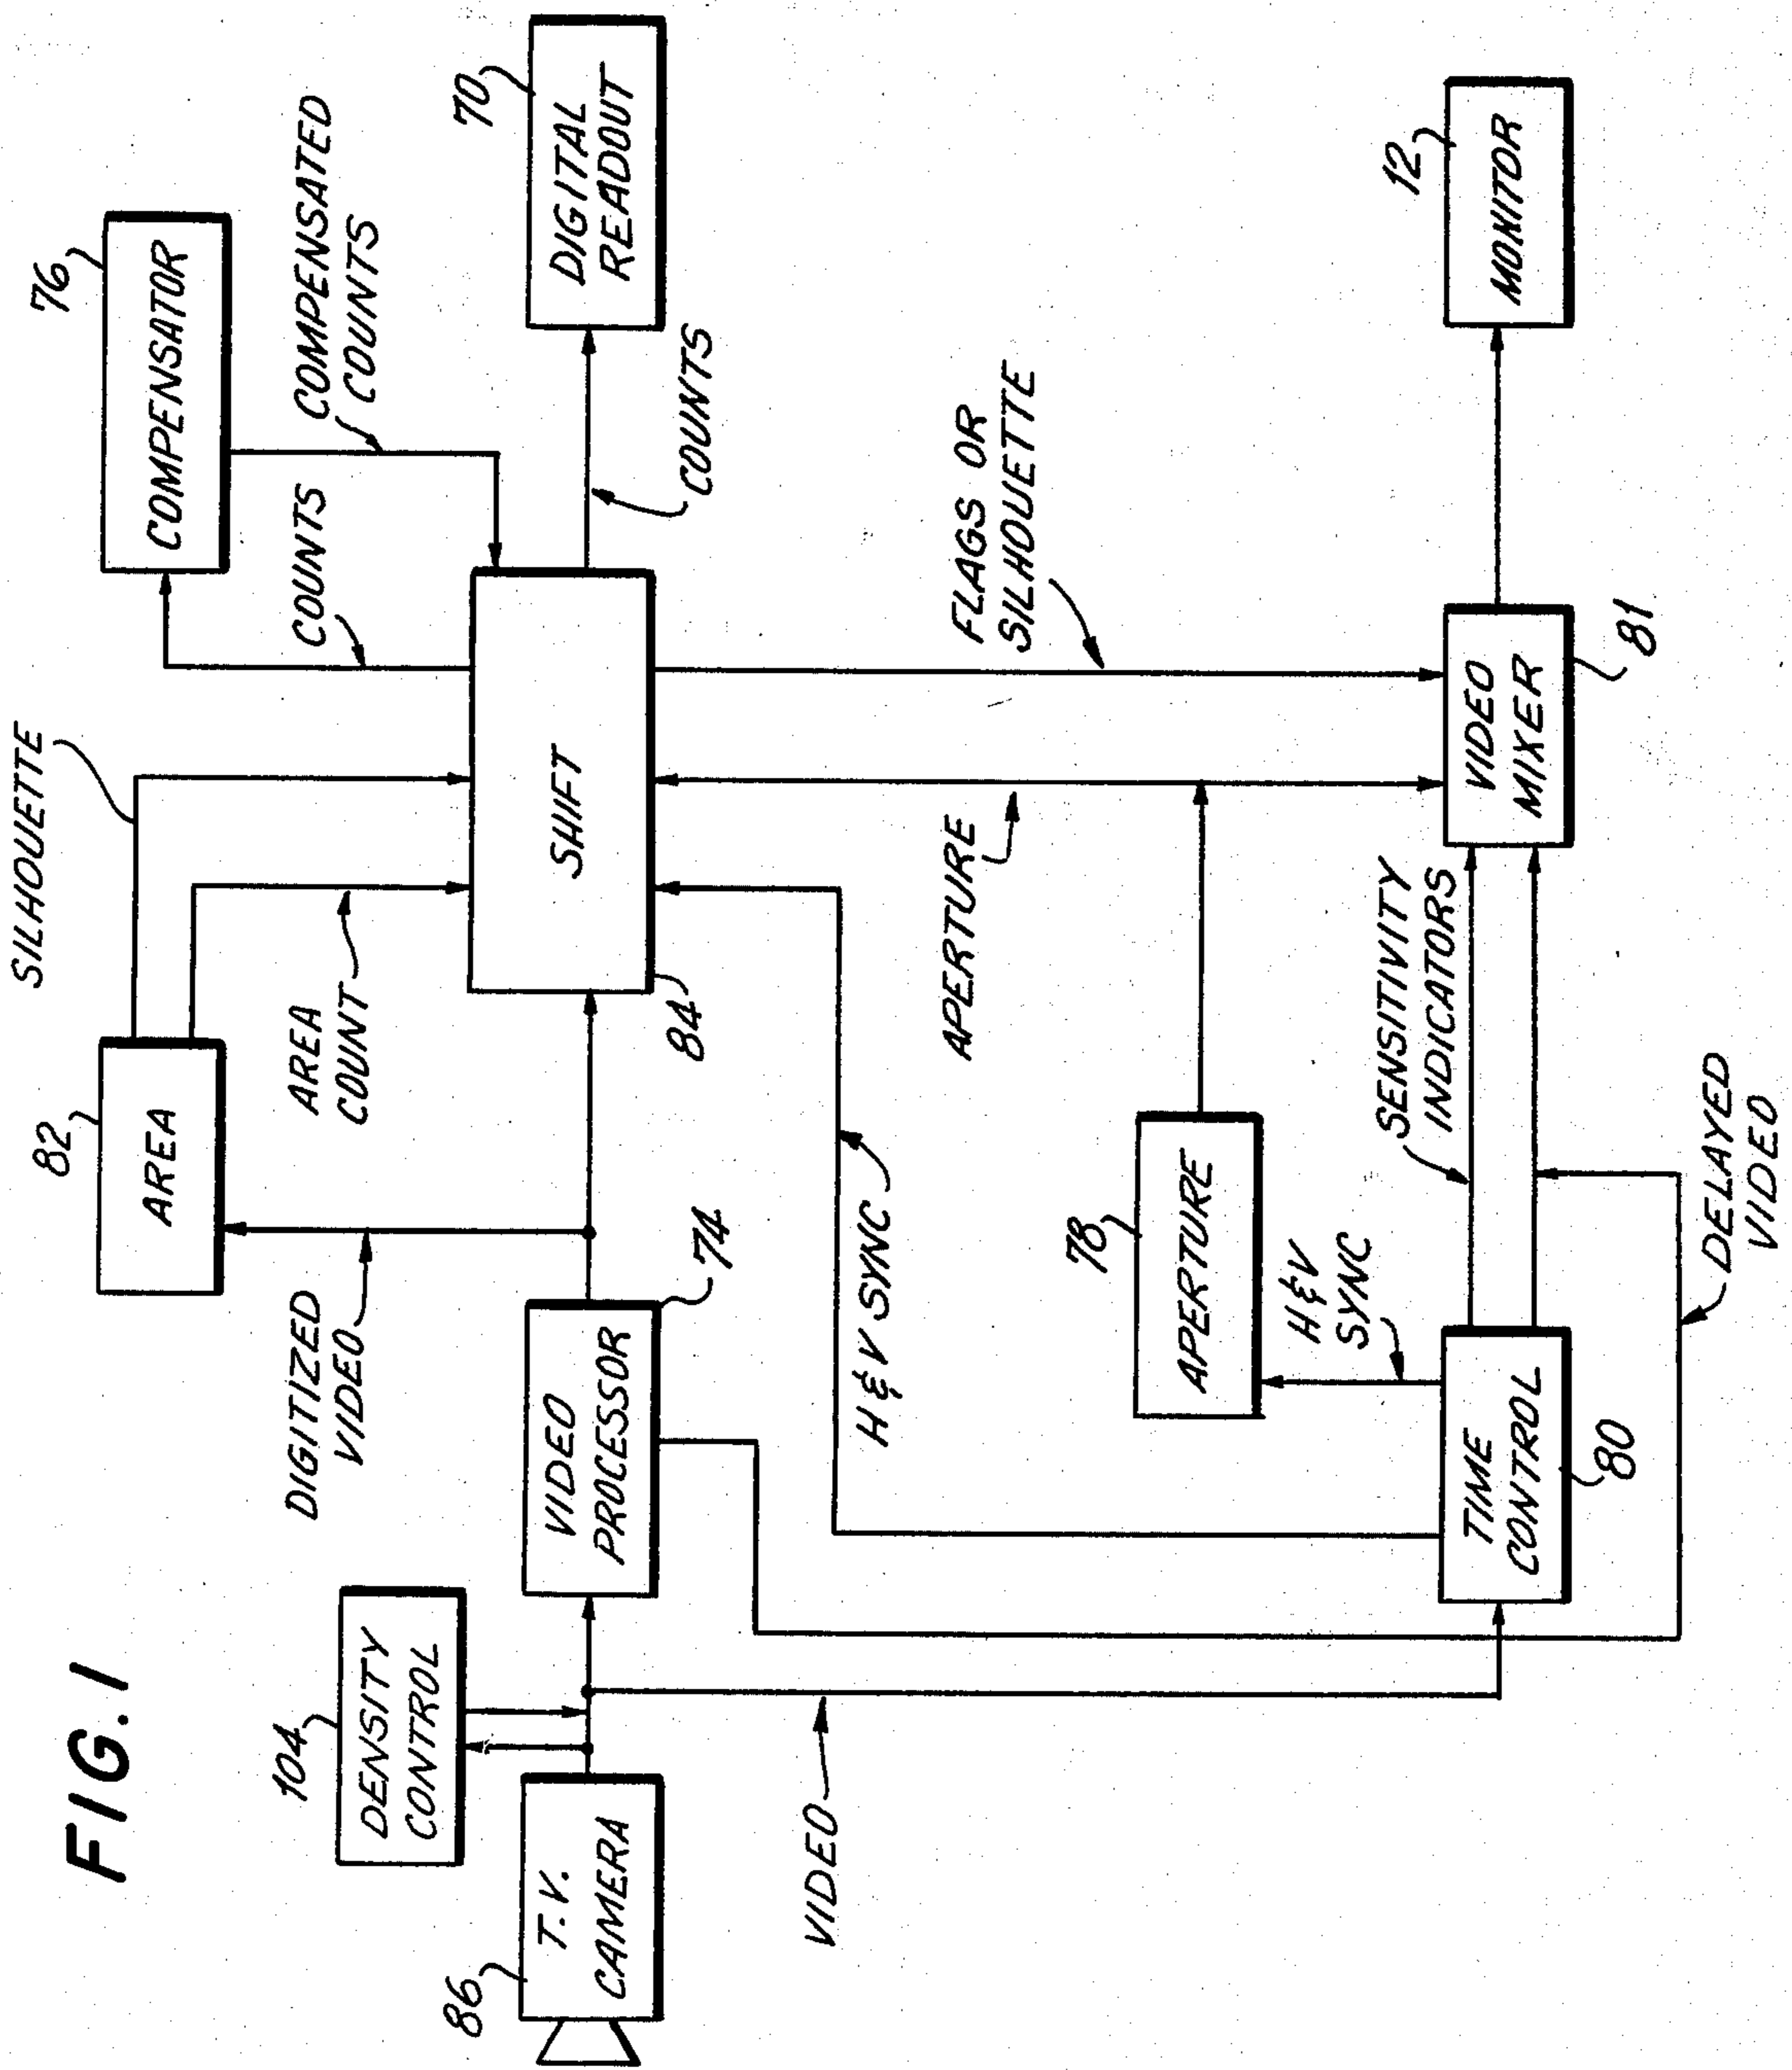 FIG. 1
86
T.V.
CAMERA
104
DENSITY
CONTROL
VIDEO
VIDEO
PROCESSOR
74
DIGITIZED
VIDEO
82
AREA
SILHOUETTE
AREA
COUNT
SHIFT
84
COUNTS
76
COMPENSATOR
COMPENSATED
COUNTS
COUNTS
70
DIGITAL
READOUT
H & V SYNC
78
APERTURE
H & V
SYNC
APERTURE
FLAGS OR
SILHOUETTE
TIME
CONTROL
80
SENSITIVITY
INDICATORS
DELAYED
VIDEO
VIDEO
MIXER
81
12
MONITOR